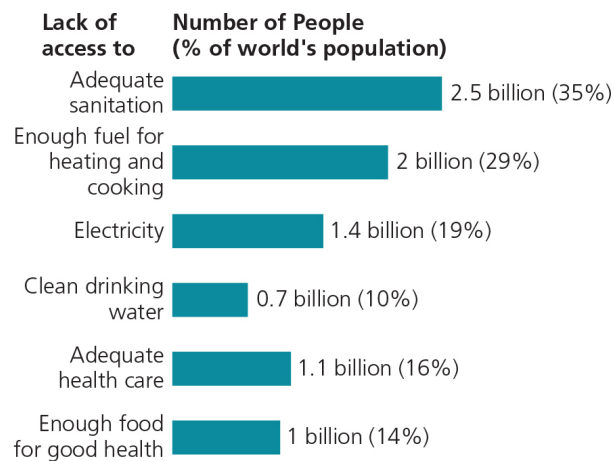 Lack of
access to
Number of People
(% of world's population)
Adequate
sanitation
2.5 billion (35%)
Enough fuel for
heating and
cooking
2 billion (29%)
Electricity
1.4 billion (19%)
Clean drinking
water
0.7 billion (10%)
Adequate
health care
1.1 billion (16%)
Enough food
for good health
1 billion (14%)